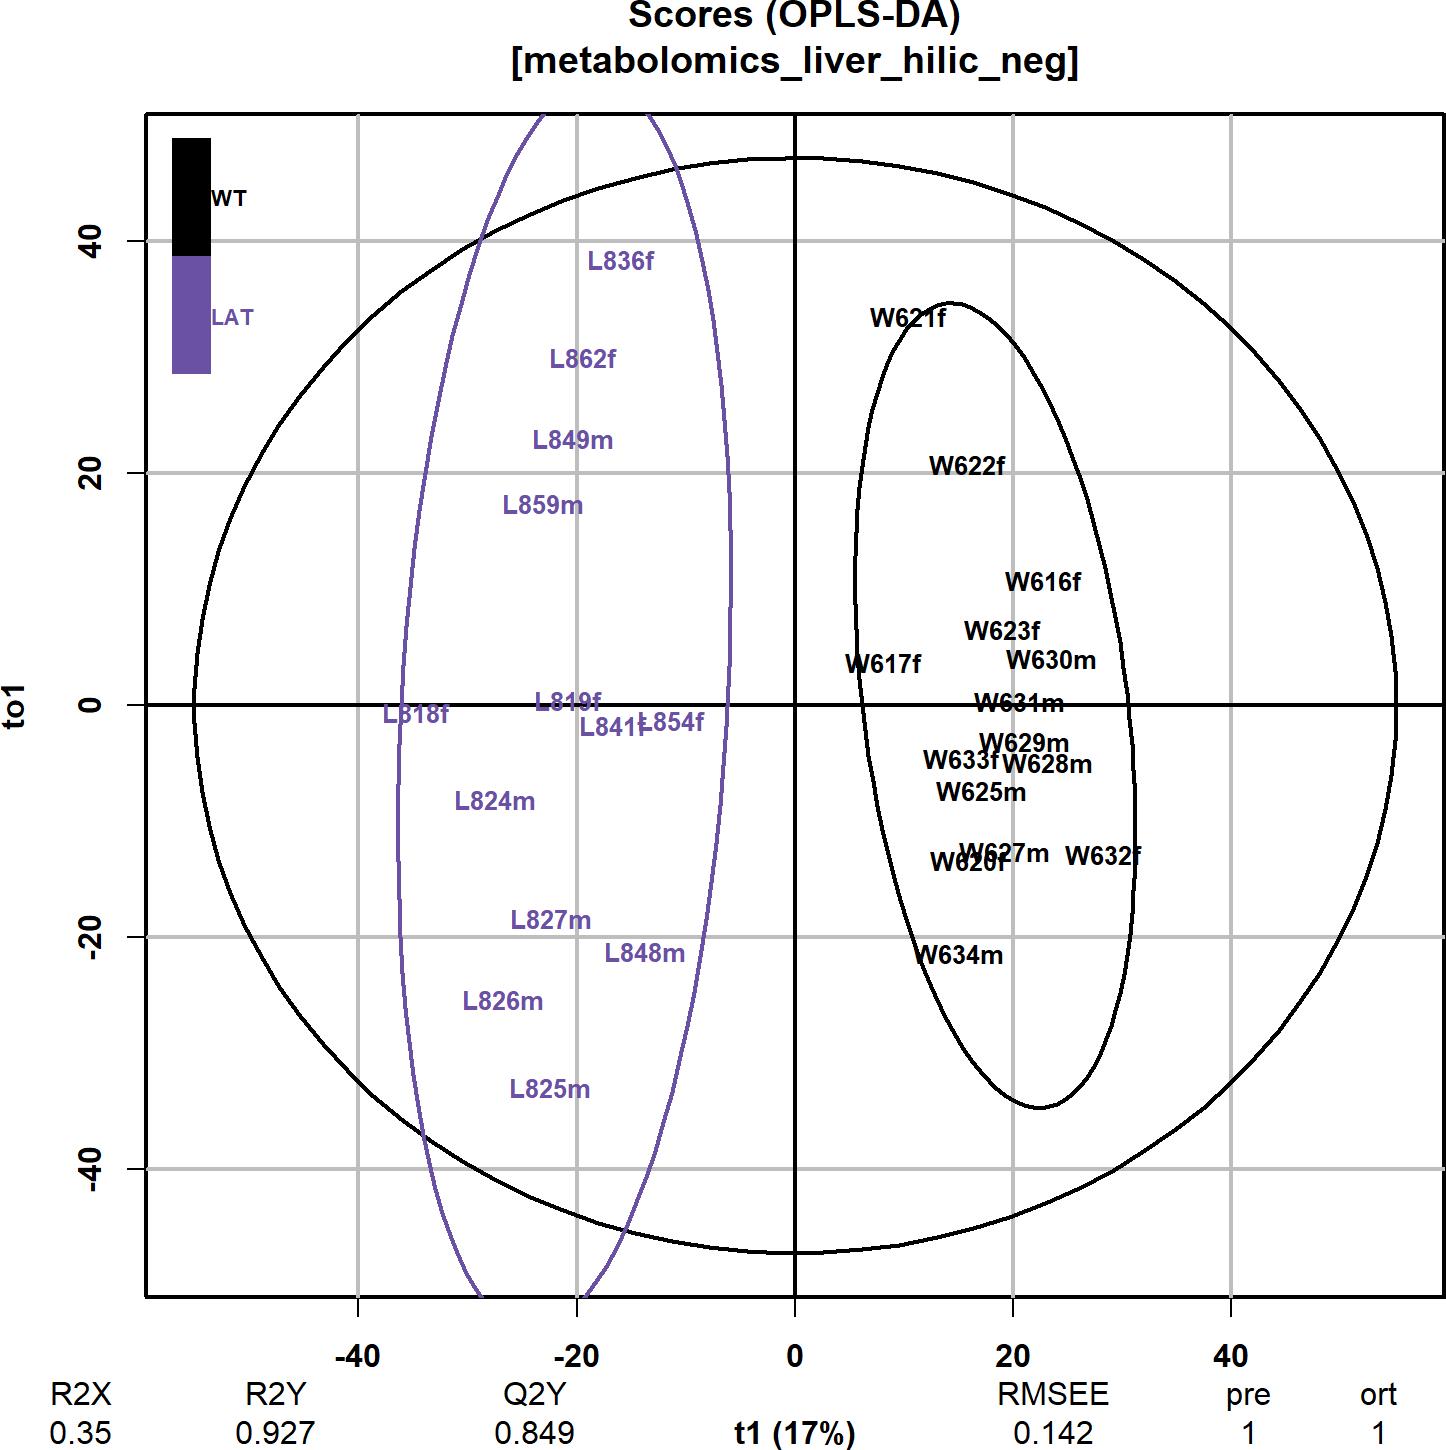 Scores (OPLS-DA)
[metabolomics_liver_hilic_neg]
WT
LAT
L836f
W621f
L862f
L849m
W622f
L859m
W616f
W623f
W630m
W617f
L819f
W631m
L818f
L841f
L854f
W629m
W633f
W628m
W625m
L824m
W627m
W620f
W632f
L827m
L848m
W634m
L826m
L825m
to1
40
20
0
-20
-40
-40
-20
0
20
40
R2X
R2Y
Q2Y
RMSEE
pre
ort
0.35
0.927
0.849
t1 (17%)
0.142
1
1